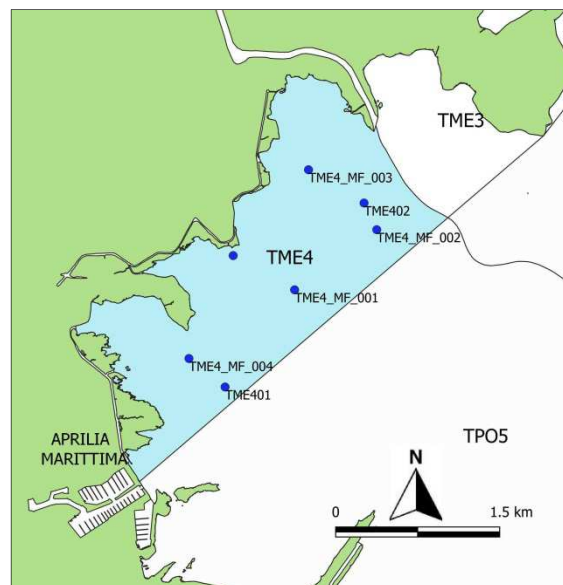 TME3
TME4_MF_003
TME402
TME4_MF_002
TME4
TME4_MF_001
TME4_MF_004
TME401
APRILIA
MARITTIMA
TPO5
N
0 1.5 km